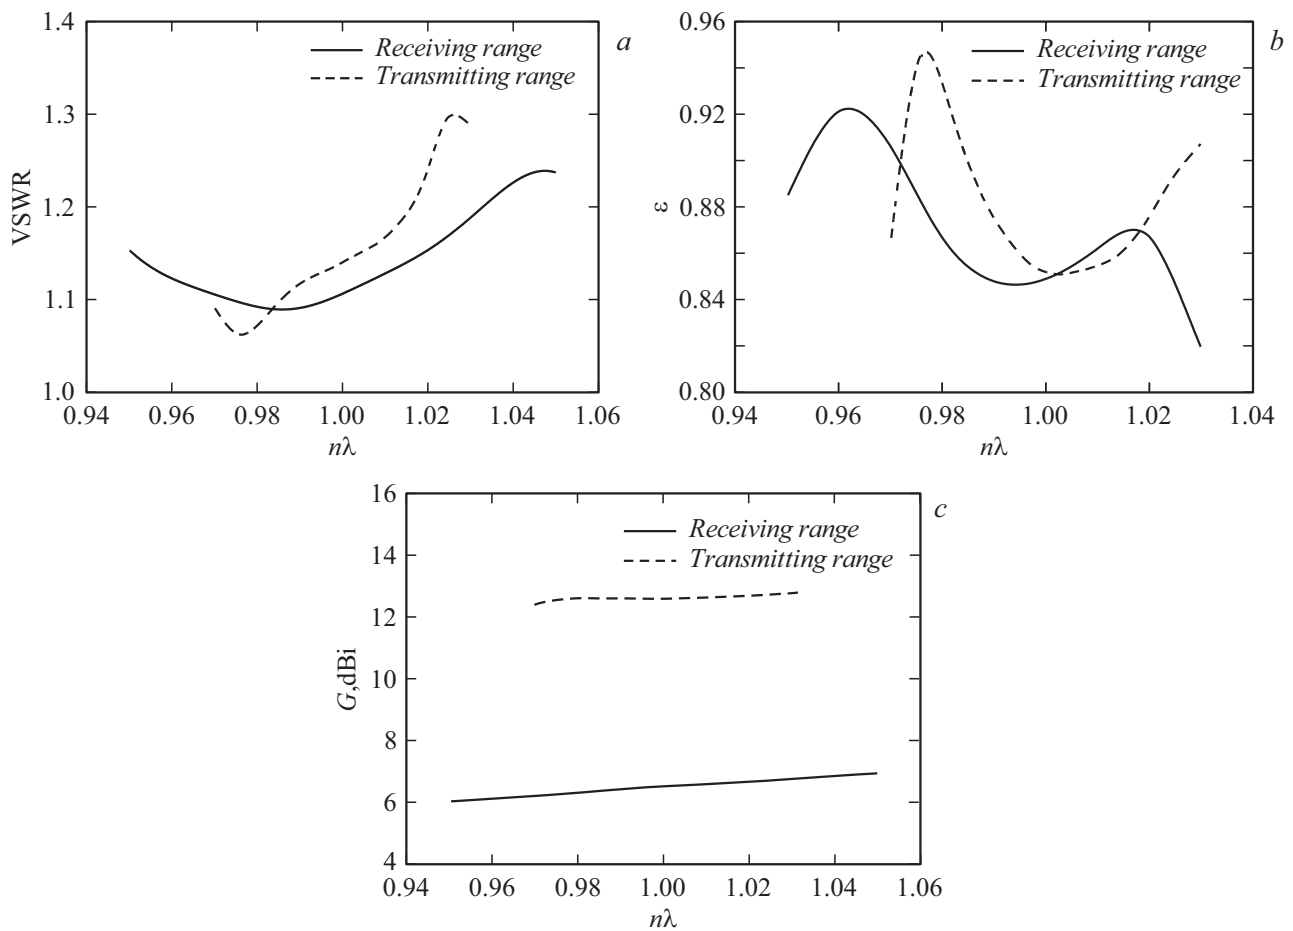 a
Receiving range
Transmitting range
VSWR
1.4
1.3
1.2
1.1
1.0
0.94 0.96 0.98 1.00 1.02 1.04 1.06
nλ
b
Receiving range
Transmitting range
ε
0.96
0.92
0.88
0.84
0.80
0.94 0.96 0.98 1.00 1.02 1.04
nλ
c
Receiving range
Transmitting range
G,dBi
16
14
12
10
8
6
4
0.94 0.96 0.98 1.00 1.02 1.04 1.06
nλ